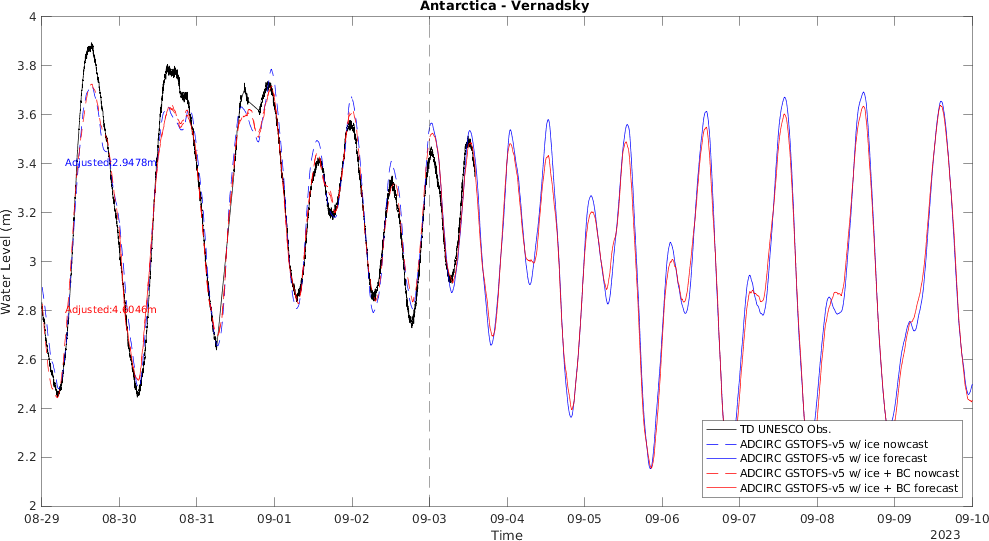 Antarctica - Vernadsky
4
3.8
3.6
3.4
3.2
3
2.8
2.6
2.4
2.2
2
Water Level (m)
Adjusted:2.9478m
Adjusted:4.6046m
TD UNESCO Obs.
ADCIRC GSTOFS-v5 w/ ice nowcast
ADCIRC GSTOFS-v5 w/ ice forecast
ADCIRC GSTOFS-v5 w/ ice + BC nowcast
ADCIRC GSTOFS-v5 w/ ice + BC forecast
08-29 08-30 08-31 09-01 09-02 09-03 09-04 09-05 09-06 09-07 09-08 09-09 09-10
Time
2023